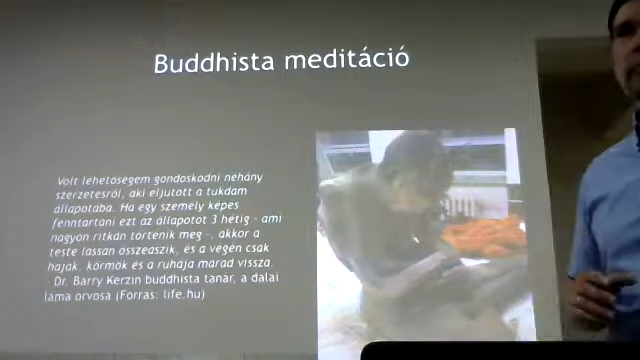 Buddhista meditáció
Volt lehetőségem gondoskodni néhány
szerzetesről, aki eljutott a tukdam
állapotába. Ha egy személy képes
fenntartani ezt az állapotot 3 hétig - ami
nagyon ritkán történik meg -, akkor a
teste lassan összeaszik, és a végén csak
hajak, körmök és a ruhája marad vissza.
- Dr. Barry Kerzin buddhista tanár, a dalai
láma orvosa (Forrás: life.hu)